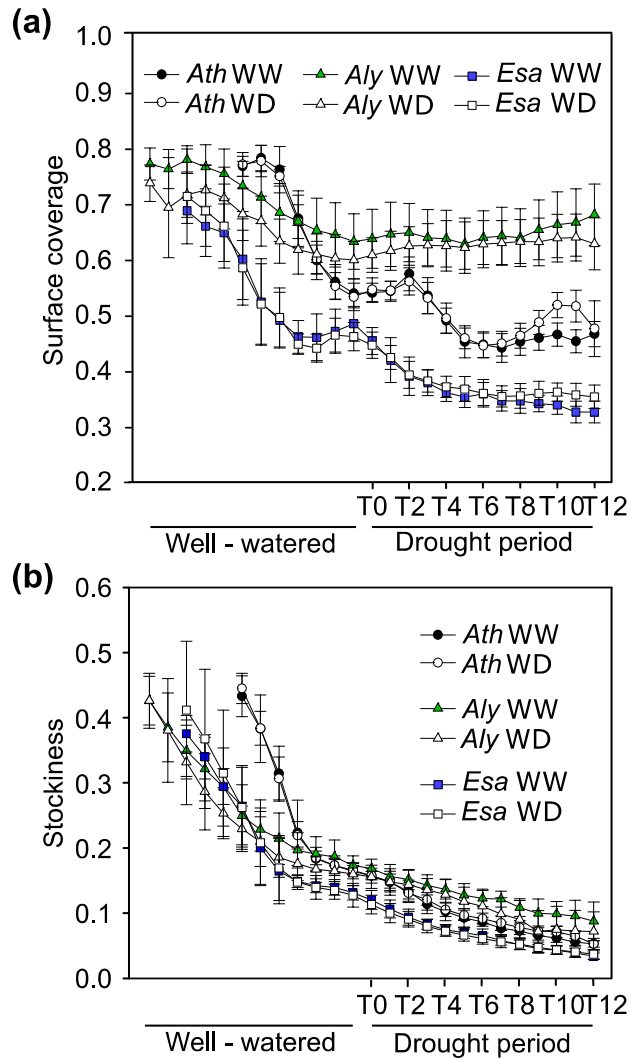 (a)
1.0
0.9
0.8
0.7
0.6
0.5
0.4
0.3
0.2
Surface coverage
Ath WW Aly WW Esa WW
Ath WD Aly WD Esa WD
T0 T2 T4 T6 T8 T10 T12
Well - watered Drought period
(b)
0.6
0.5
0.4
0.3
0.2
0.1
0.0
Stockiness
Ath WW
Ath WD
Aly WW
Aly WD
Esa WW
Esa WD
T0 T2 T4 T6 T8 T10 T12
Well - watered Drought period